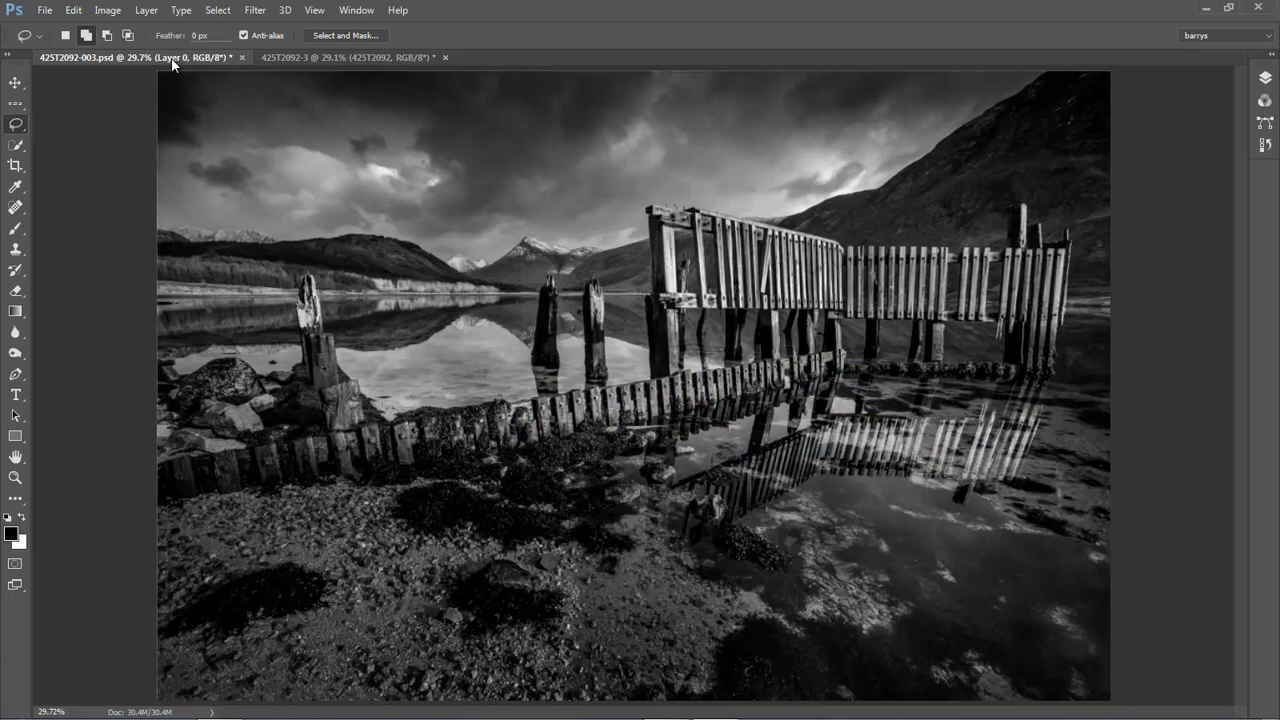 Ps File Edit Image Layer Type Select Filter 3D View Window Help
Feather: 0 px Anti-alias Select and Mask... barrys
425T2092-003.psd @ 29.7% (Layer 0, RGB/8*) * × 425T2092-3 @ 29.1% (425T2092, RGB/8*) * ×
T
29.72% Doc: 30.4M/30.4M